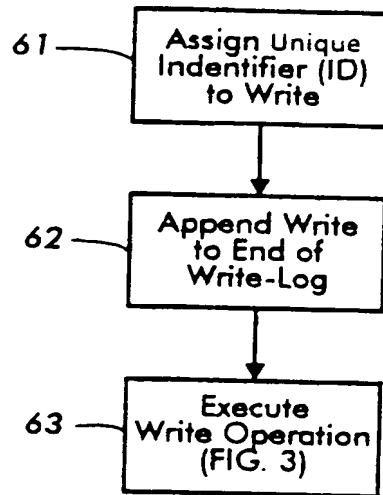 61
Assign Unique
Indentifier (ID)
to Write
62
Append Write
to End of
Write-Log
63
Execute
Write Operation
(FIG. 3)